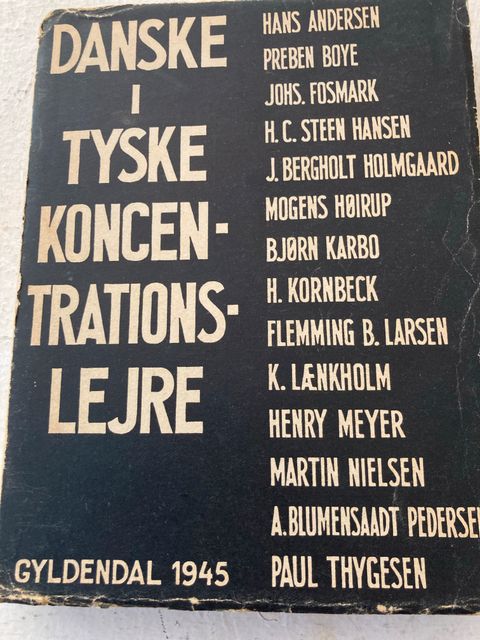 DANSKE
I
TYSKE
KONCEN-
TRATIONS-
LEJRE
HANS ANDERSEN
PREBEN BOYE
JOHS. FOSMARK
H. C. STEEN HANSEN
J. BERGHOLT HOLMGAARD
MOGENS HØIRUP
BJØRN KARBO
H. KORNBECK
FLEMMING B. LARSEN
K. LÆNKHOLM
HENRY MEYER
MARTIN NIELSEN
A. BLUMENSAADT PEDERSE
PAUL THYGESEN
GYLDENDAL 1945